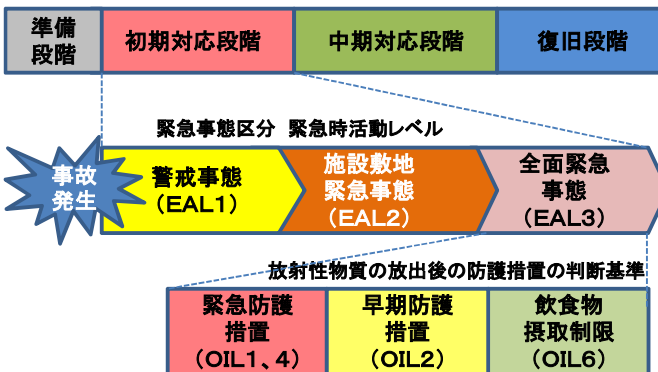 準備
段階
初期対応段階
中期対応段階
復旧段階
緊急事態区分 緊急時活動レベル
事故
発生
警戒事態
(EAL1)
施設敷地
緊急事態
(EAL2)
全面緊急
事態
(EAL3)
放射性物質の放出後の防護措置の判断基準
緊急防護
措置
(OIL1、4)
早期防護
措置
(OIL2)
飲食物
摂取制限
(OIL6)